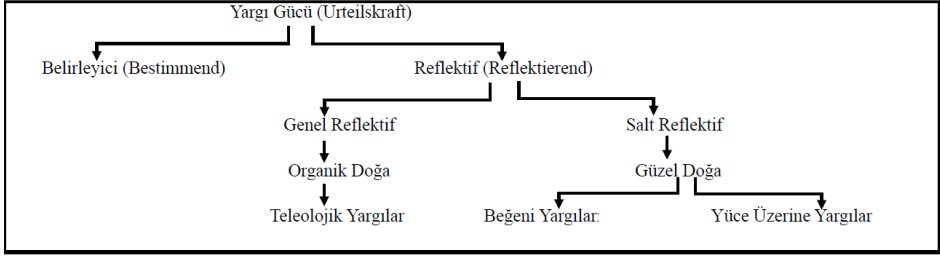 Yargı Gücü (Urteilskraft)
Belirleyici (Bestimmend)
Reflektif (Reflektierend)
Genel Reflektif
Salt Reflektif
Organik Doğa
Güzel Doğa
Teleolojik Yargılar
Beğeni Yargıları
Yüce Üzerine Yargılar